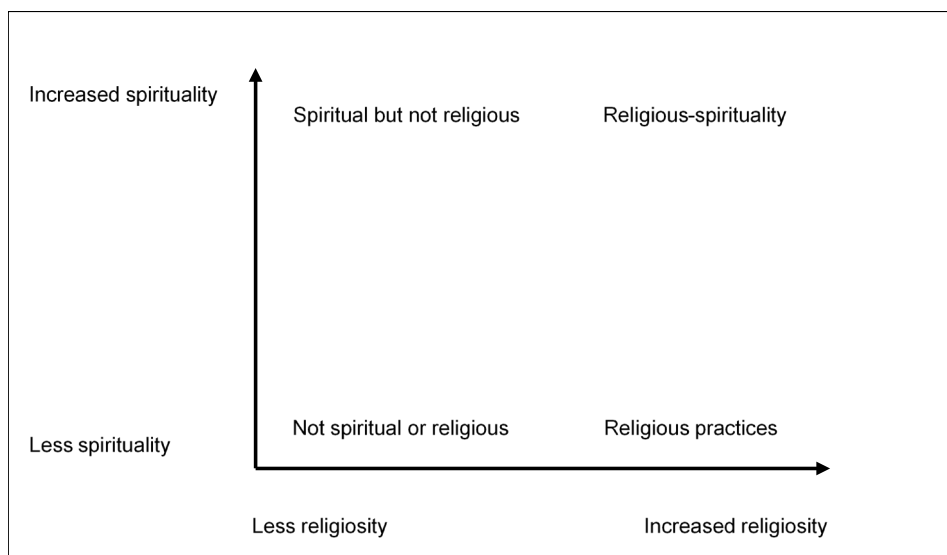 Increased spirituality
Spiritual but not religious
Religious-spirituality
Less spirituality
Not spiritual or religious
Religious practices
Less religiosity
Increased religiosity